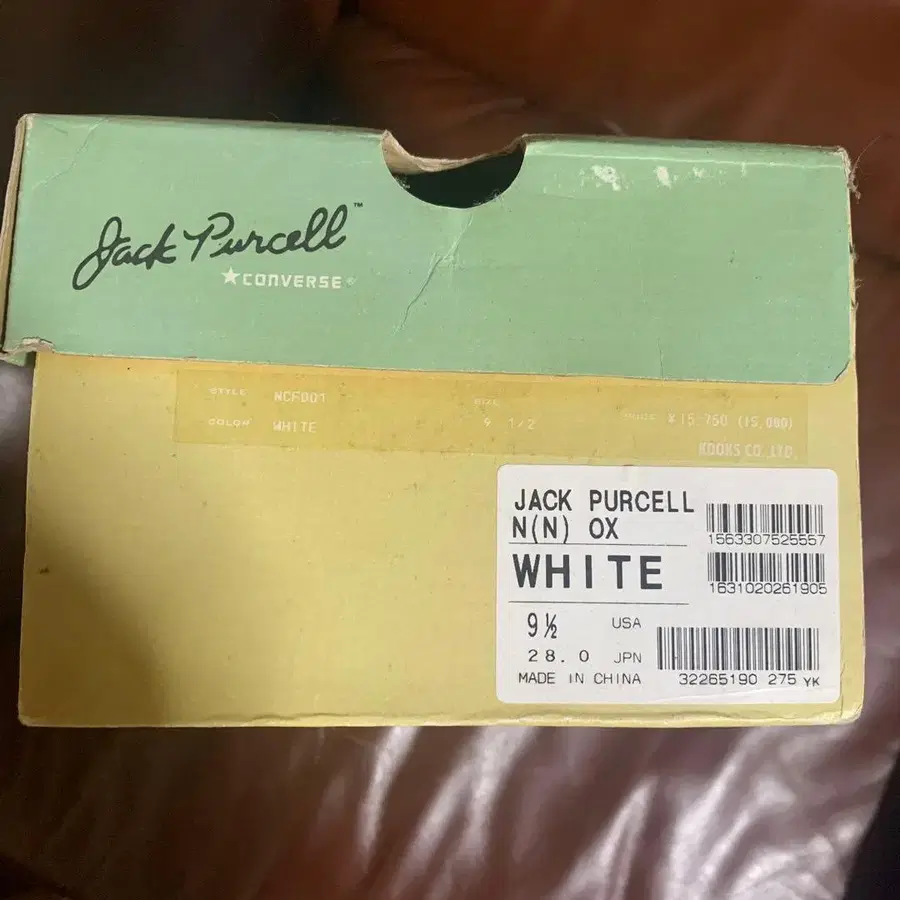 Jack Purcell™
★CONVERSE®
STYLE NCFD01 SIZE
COLOR WHITE 9 1/2 PRICE ¥15,750 (15,000)
KOOKS CO.,LTD.
JACK PURCELL
N(N) OX
1563307525557
WHITE
1631020261905
9½ USA
28.0 JPN
MADE IN CHINA 32265190 275 YK